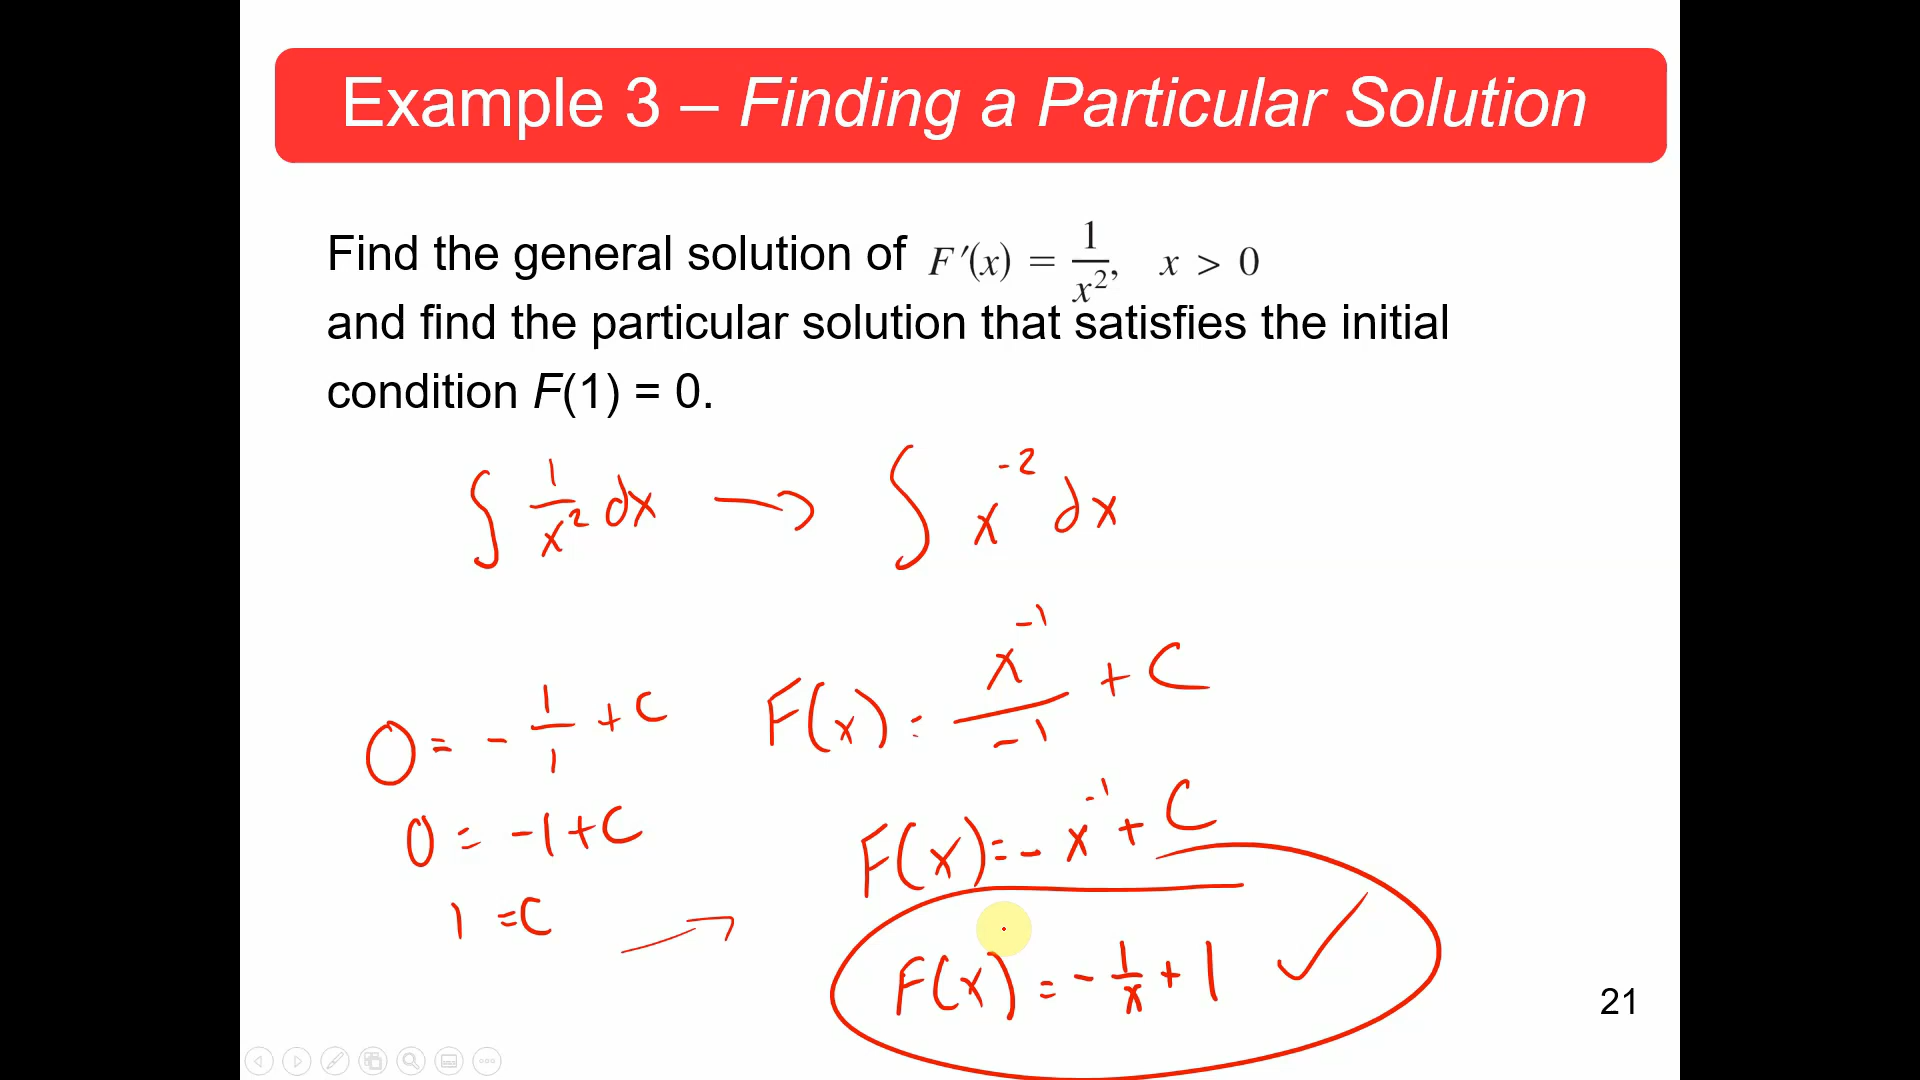 Example 3 – Finding a Particular Solution
Find the general solution of F′(x) = 1/x², x > 0
and find the particular solution that satisfies the initial
condition F(1) = 0.
∫ 1/x² dx → ∫ x⁻² dx
F(x) = x⁻¹/-1 + C
0 = - 1/1 + C
0 = -1 + C
1 = C →
F(x) = - x⁻¹ + C
F(x) = - 1/x + 1 ✓
21